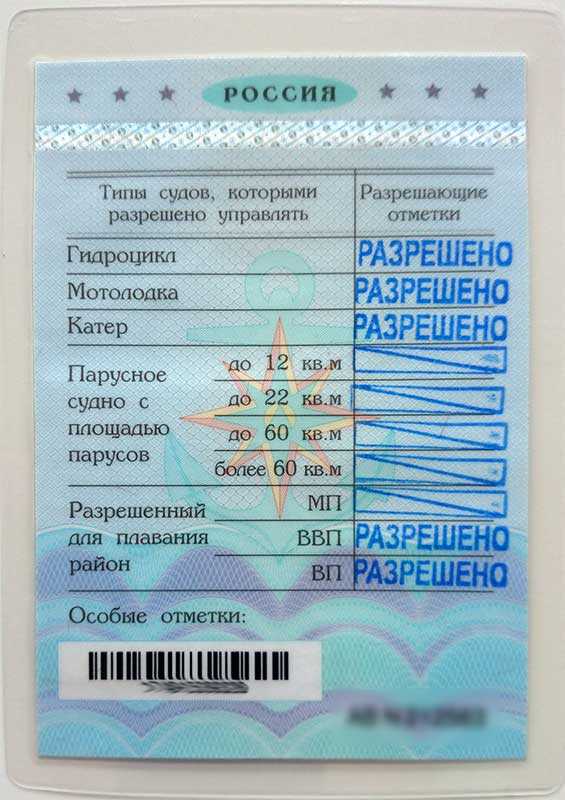 РОССИЯ
Типы судов, которыми разрешено управлять
Разрешающие отметки
Гидроцикл РАЗРЕШЕНО
Мотолодка РАЗРЕШЕНО
Катер РАЗРЕШЕНО
Парусное судно с площадью парусов
до 12 кв.м
до 22 кв.м
до 60 кв.м
более 60 кв.м
Разрешенный для плавания район
МП
ВВП РАЗРЕШЕНО
ВП РАЗРЕШЕНО
Особые отметки: